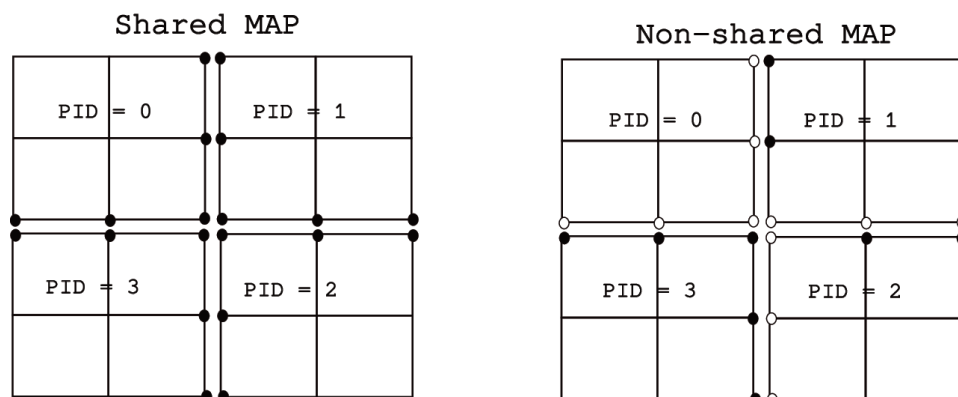 Shared MAP
Non-shared MAP
PID = 0
PID = 1
PID = 0
PID = 1
PID = 3
PID = 2
PID = 3
PID = 2